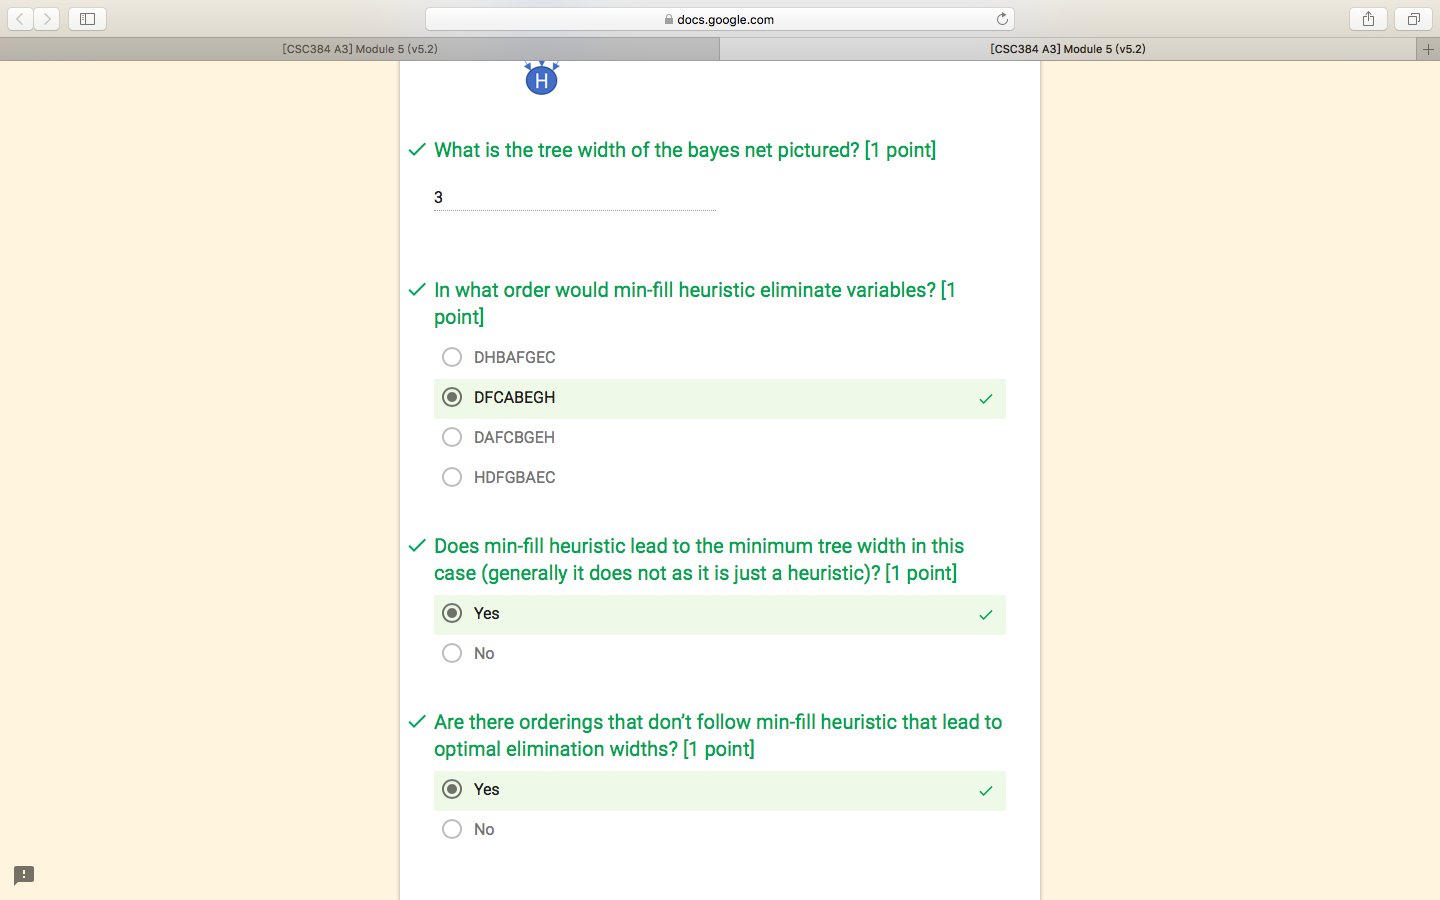 docs.google.com
[CSC384 A3] Module 5 (v5.2)
[CSC384 A3] Module 5 (v5.2)
H
What is the tree width of the bayes net pictured? [1 point]
3
In what order would min-fill heuristic eliminate variables? [1
point]
DHBAFGEC
DFCABEGH
DAFCBGEH
HDFGBAEC
Does min-fill heuristic lead to the minimum tree width in this
case (generally it does not as it is just a heuristic)? [1 point]
Yes
No
Are there orderings that don’t follow min-fill heuristic that lead to
optimal elimination widths? [1 point]
Yes
No